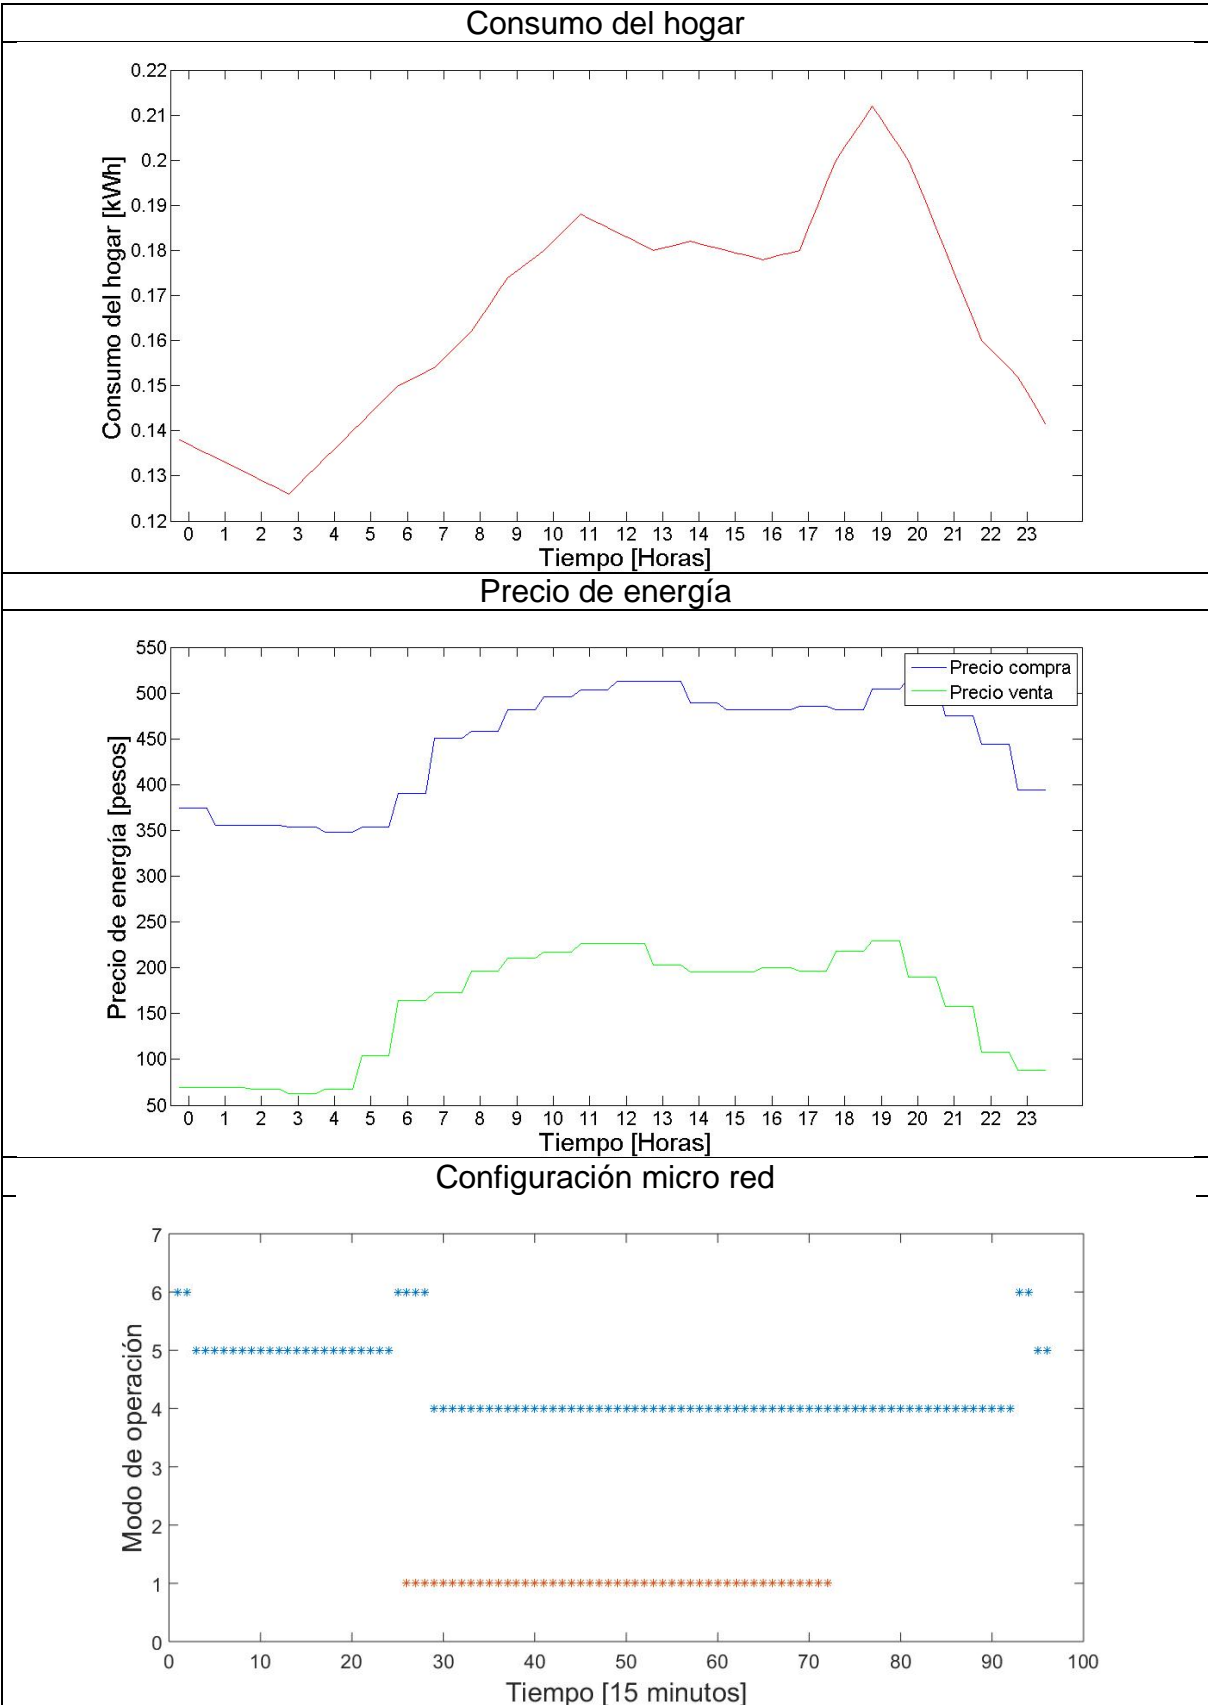 Consumo del hogar
0.22
0.21
0.2
0.19
0.18
0.17
0.16
0.15
0.14
0.13
0.12
Consumo del hogar [kWh]
0 1 2 3 4 5 6 7 8 9 10 11 12 13 14 15 16 17 18 19 20 21 22 23
Tiempo [Horas]
Precio de energía
550
500
450
400
350
300
250
200
150
100
50
Precio de energía [pesos]
Precio compra
Precio venta
0 1 2 3 4 5 6 7 8 9 10 11 12 13 14 15 16 17 18 19 20 21 22 23
Tiempo [Horas]
Configuración micro red
7
6
5
4
3
2
1
0
Modo de operación
0 10 20 30 40 50 60 70 80 90 100
Tiempo [15 minutos]